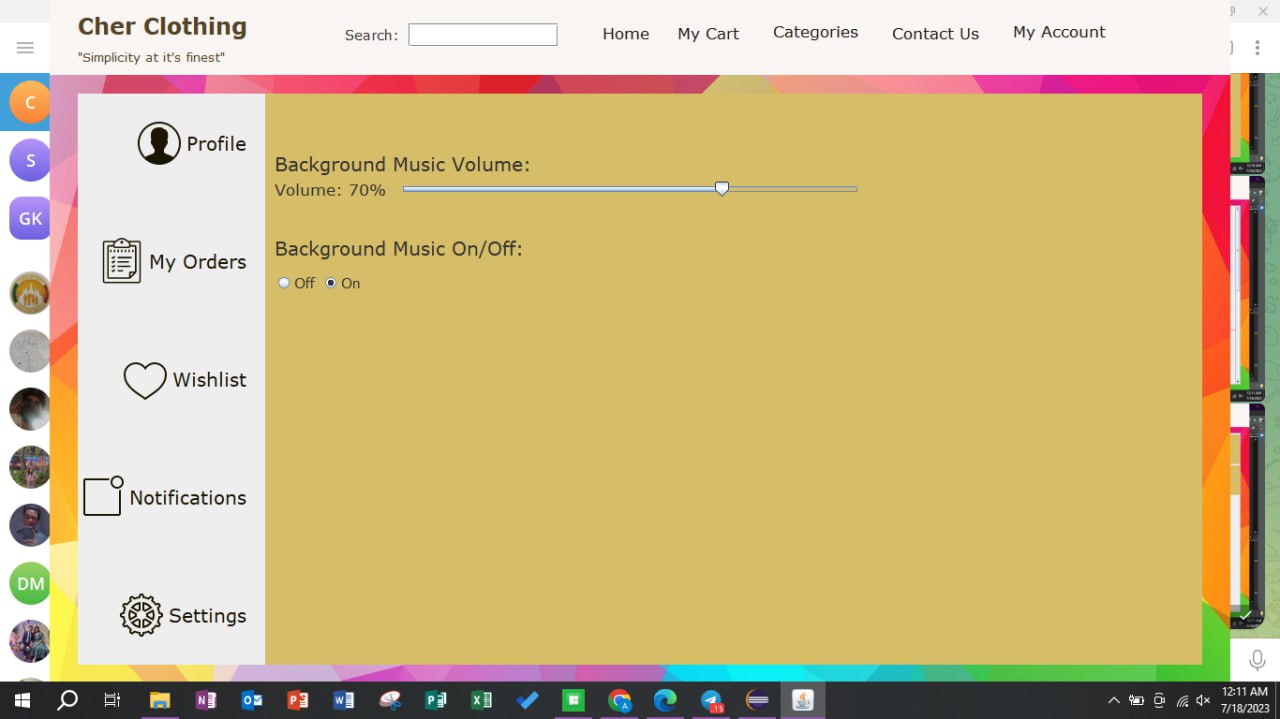 Cher Clothing
"Simplicity at it's finest"
Search:
Home
My Cart
Categories
Contact Us
My Account
C
S
GK
DM
Profile
My Orders
Wishlist
Notifications
Settings
Background Music Volume:
Volume: 70%
Background Music On/Off:
Off On
12:11 AM
7/18/2023